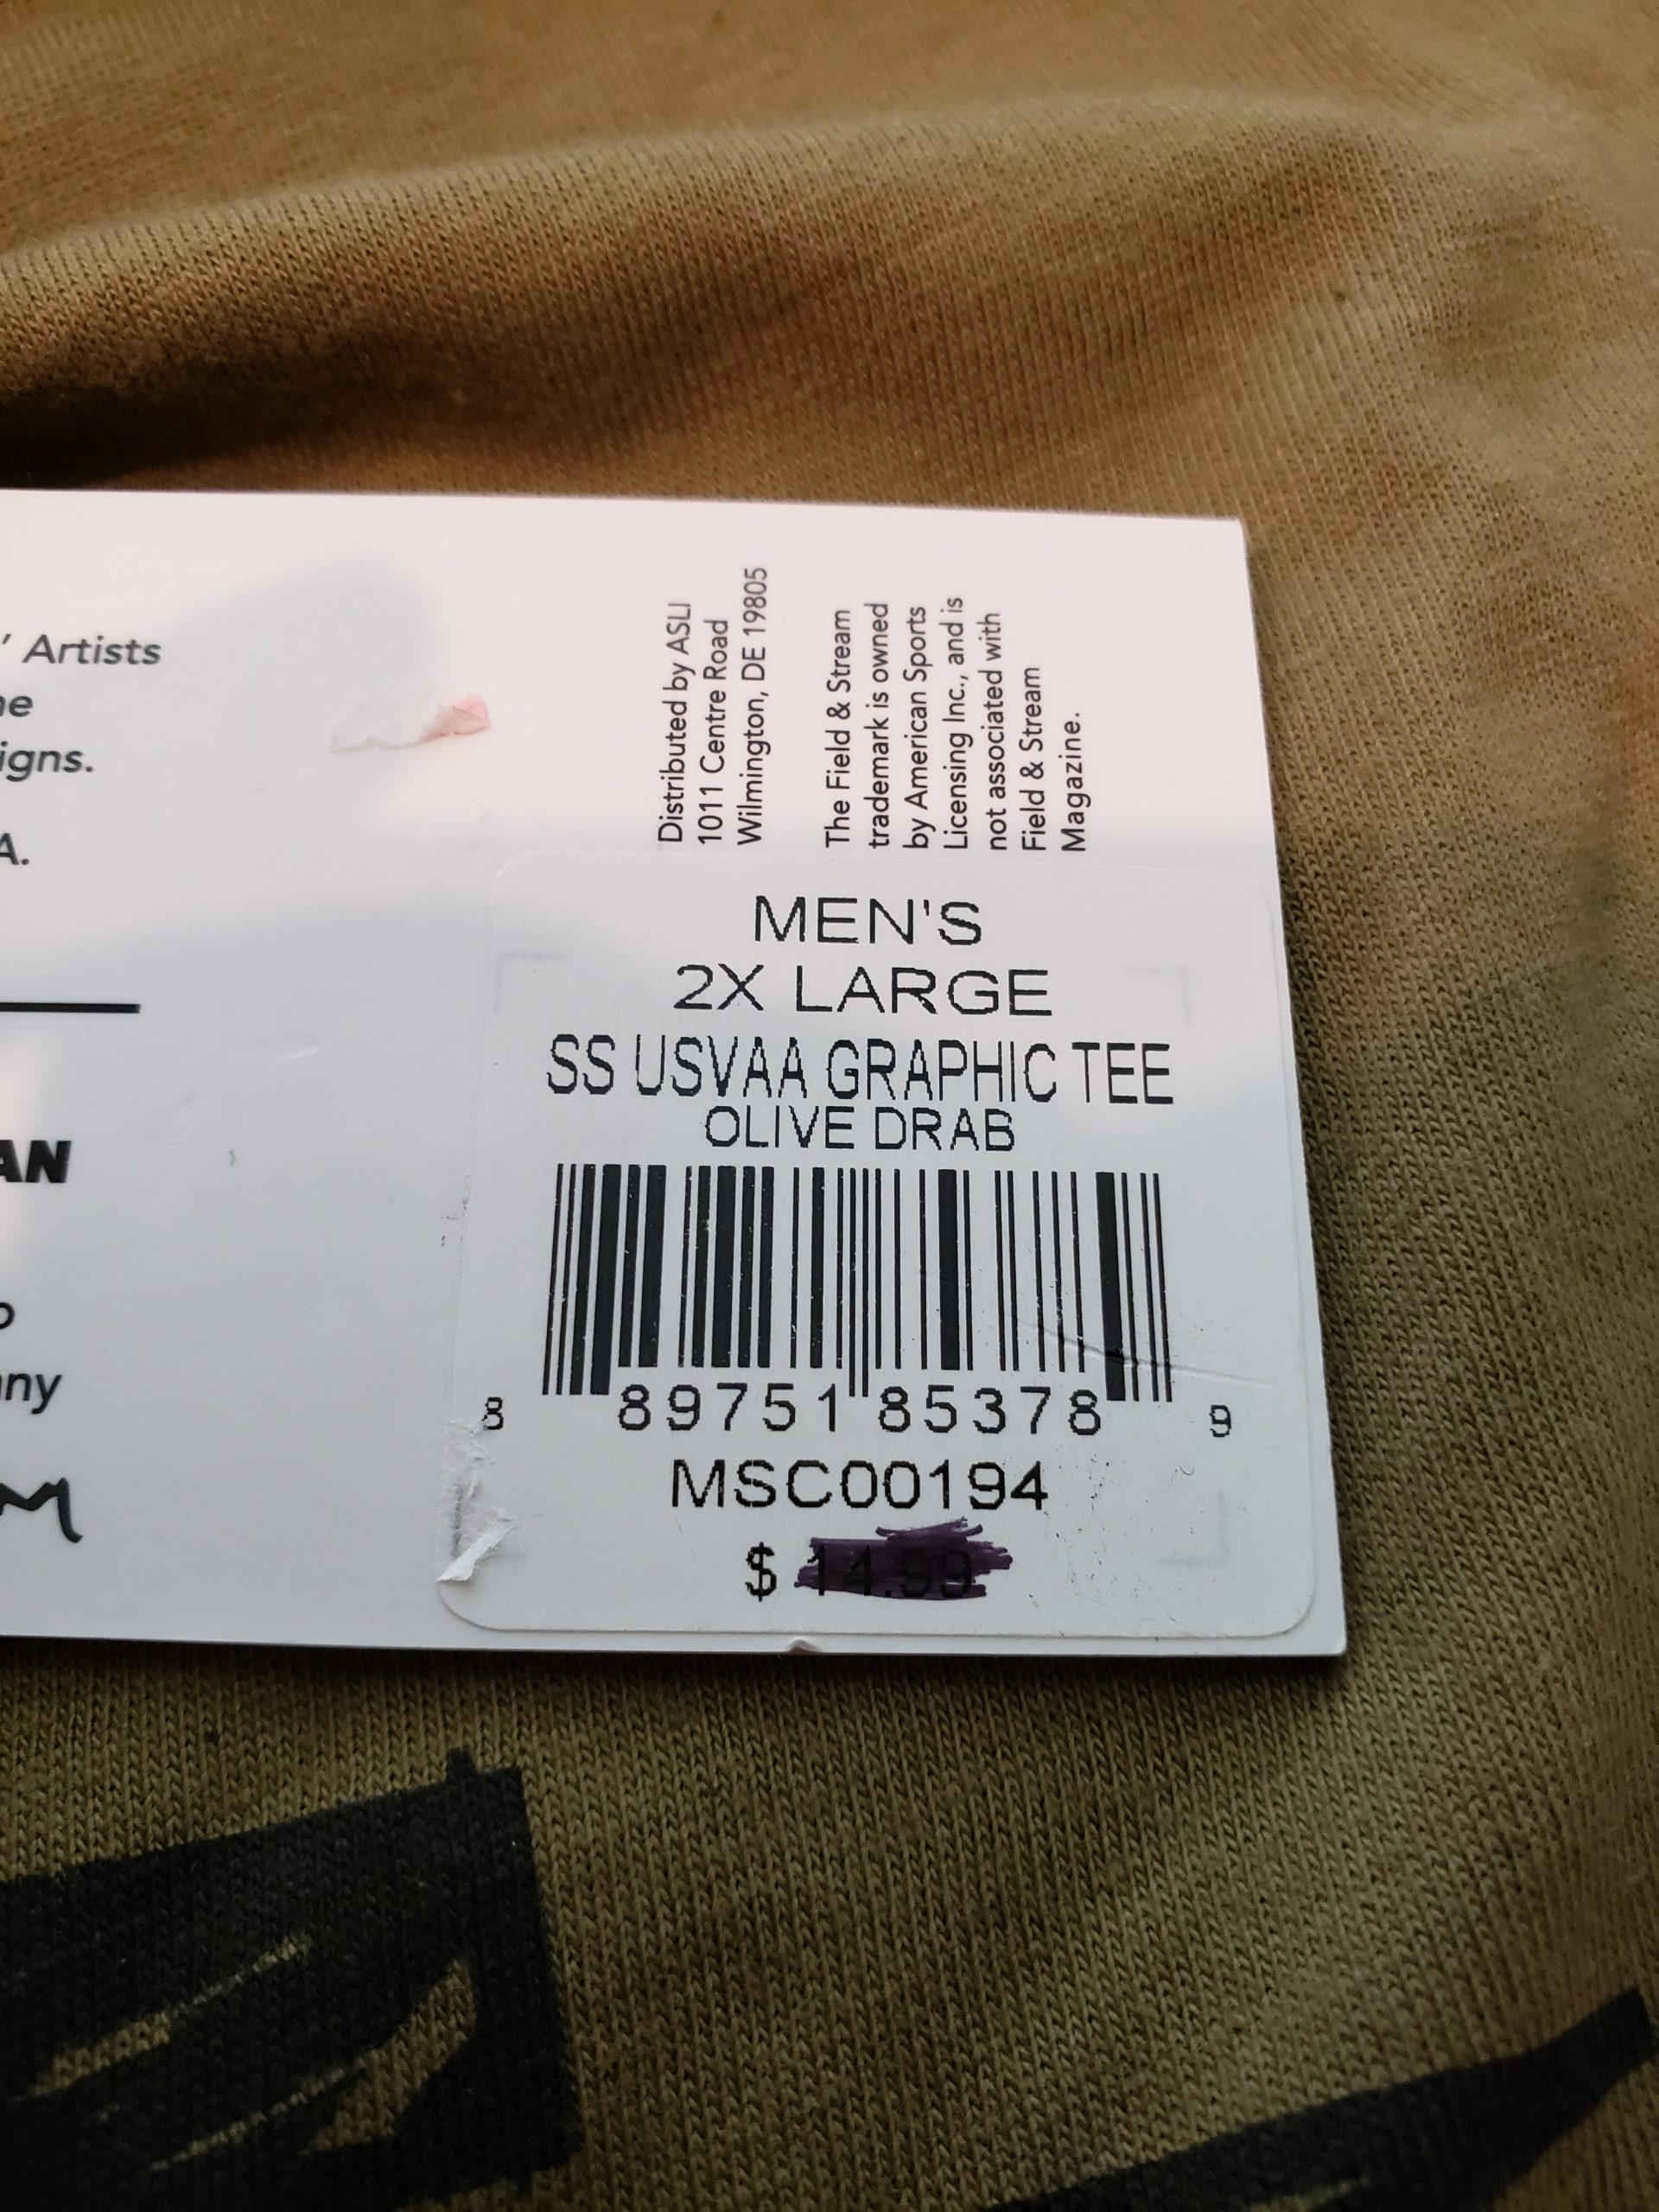 ' Artists
igns.
A.
AN
Distributed by ASLI
1011 Centre Road
Wilmington, DE 19805
The Field & Stream
trademark is owned
by American Sports
Licensing Inc., and is
not associated with
Field & Stream
Magazine.
MEN'S
2X LARGE
SS USVAA GRAPHIC TEE
OLIVE DRAB
8 89751 85378 9
MSC00194
$ 14.99